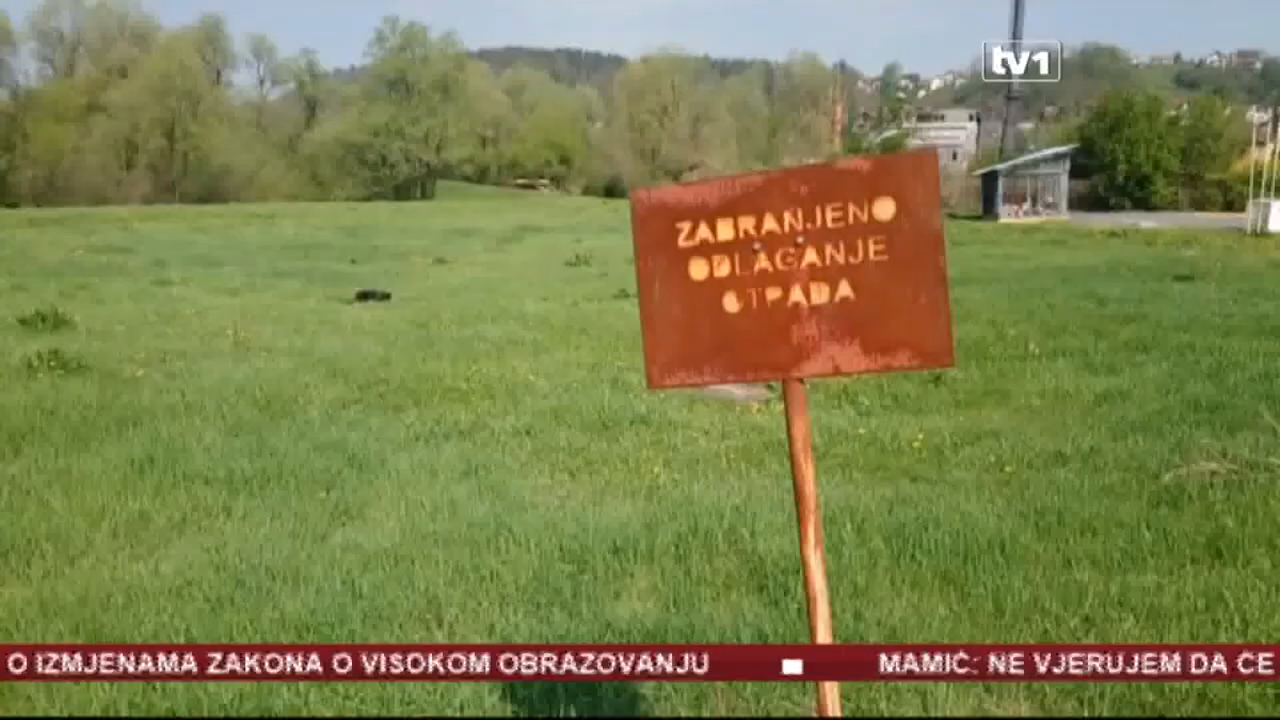 tv1
ZABRANJENO
ODLAGANJE
OTPADA
O IZMJENAMA ZAKONA O VISOKOM OBRAZOVANJU
MAMIĆ: NE VJERUJEM DA ĆE